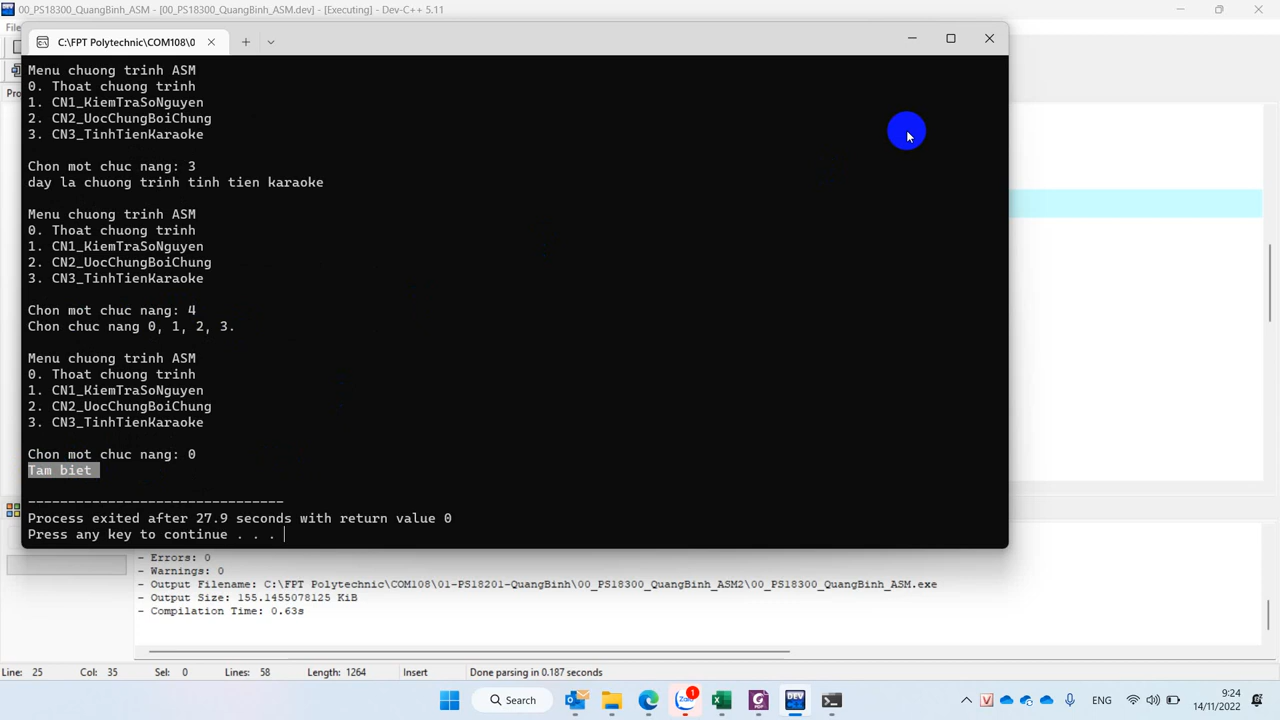 00_PS18300_QuangBinh_ASM - [00_PS18300_QuangBinh_ASM.dev] - [Executing] - Dev-C++ 5.11
C:\FPT Polytechnic\COM108\0
Menu chuong trinh ASM
0. Thoat chuong trinh
1. CN1_KiemTraSoNguyen
2. CN2_UocChungBoiChung
3. CN3_TinhTienKaraoke
Chon mot chuc nang: 3
day la chuong trinh tinh tien karaoke
Menu chuong trinh ASM
0. Thoat chuong trinh
1. CN1_KiemTraSoNguyen
2. CN2_UocChungBoiChung
3. CN3_TinhTienKaraoke
Chon mot chuc nang: 4
Chon chuc nang 0, 1, 2, 3.
Menu chuong trinh ASM
0. Thoat chuong trinh
1. CN1_KiemTraSoNguyen
2. CN2_UocChungBoiChung
3. CN3_TinhTienKaraoke
Chon mot chuc nang: 0
Tam biet
--------------------------------
Process exited after 27.9 seconds with return value 0
Press any key to continue . . .
- Errors: 0
- Warnings: 0
- Output Filename: C:\FPT Polytechnic\COM108\01-PS18201-QuangBinh\00_PS18300_QuangBinh_ASM2\00_PS18300_QuangBinh_ASM.exe
- Output Size: 155.1455078125 KiB
- Compilation Time: 0.63s
Line: 25 Col: 35 Sel: 0 Lines: 58 Length: 1264 Insert Done parsing in 0.187 seconds
Search
Zalo
1
DEV
ENG
9:24
14/11/2022